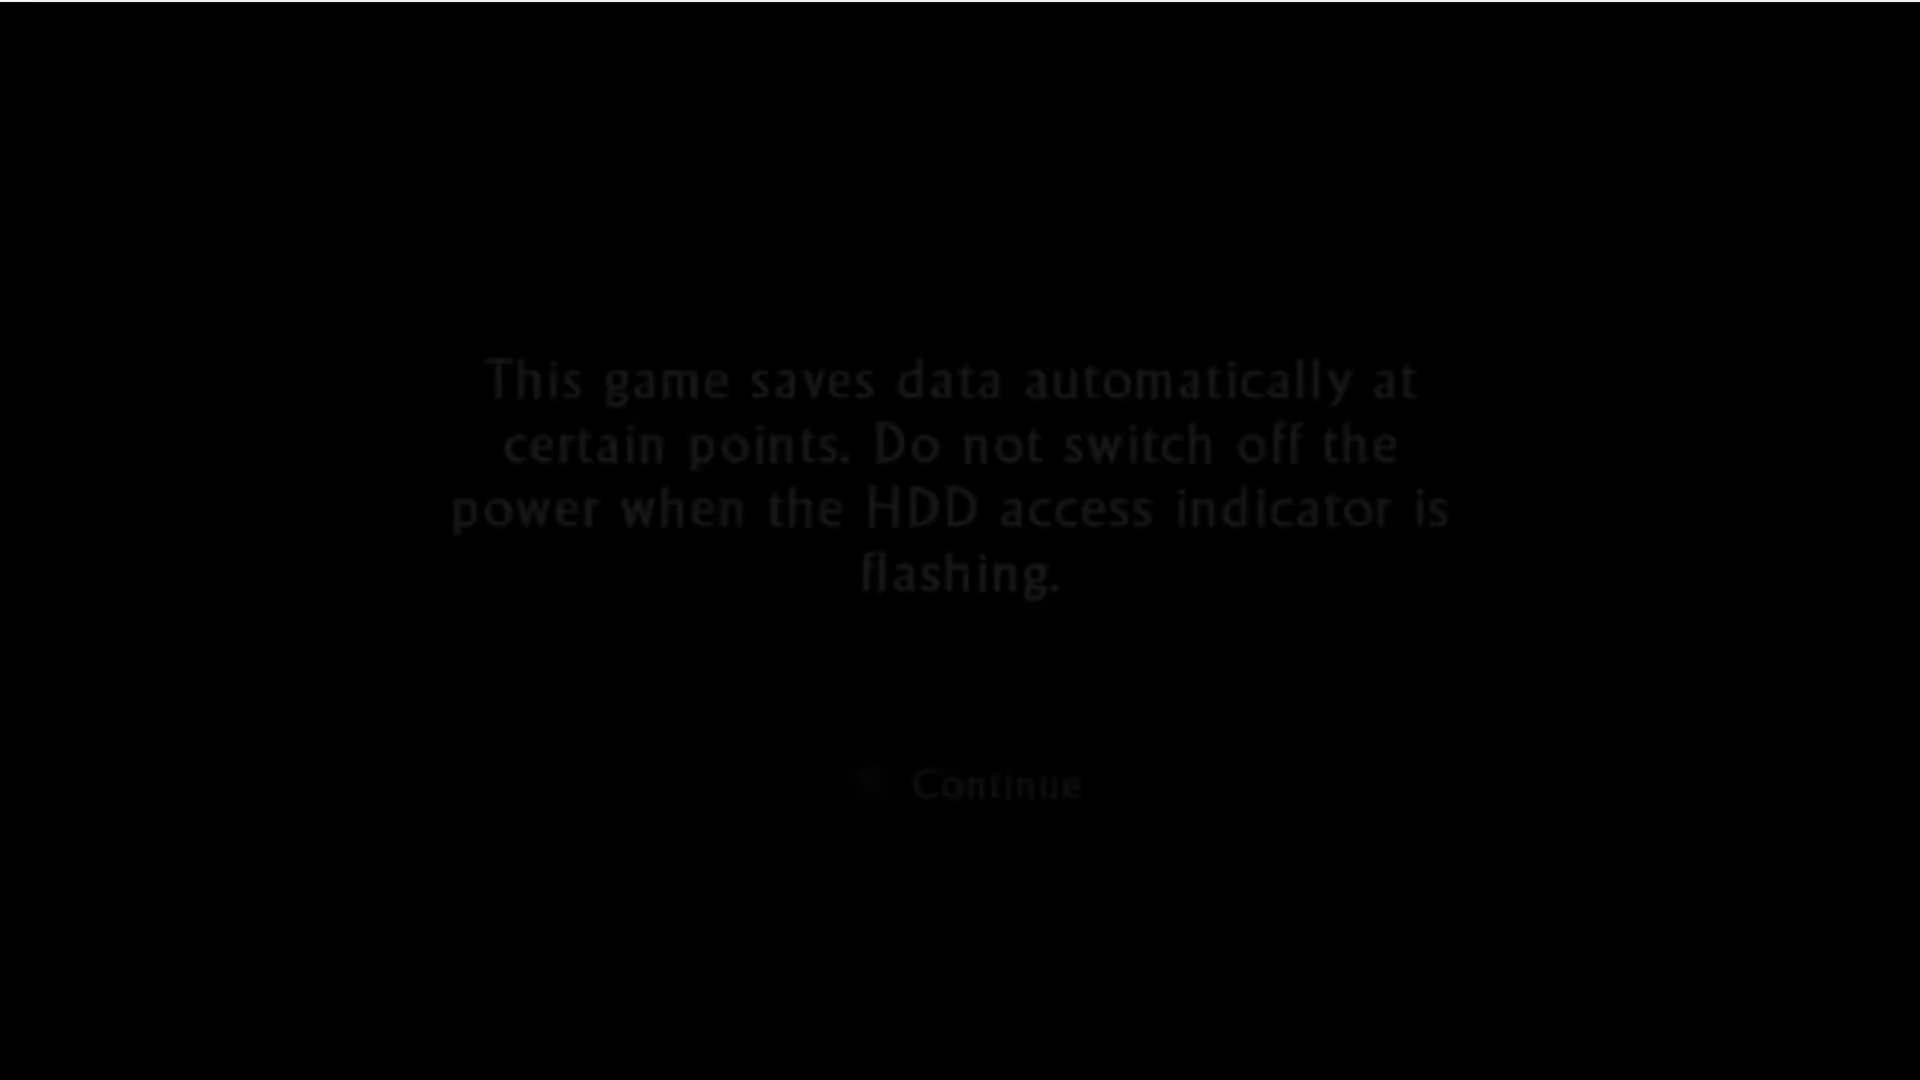 This game saves data automatically at
certain points. Do not switch off the
power when the HDD access indicator is
flashing.
Continue